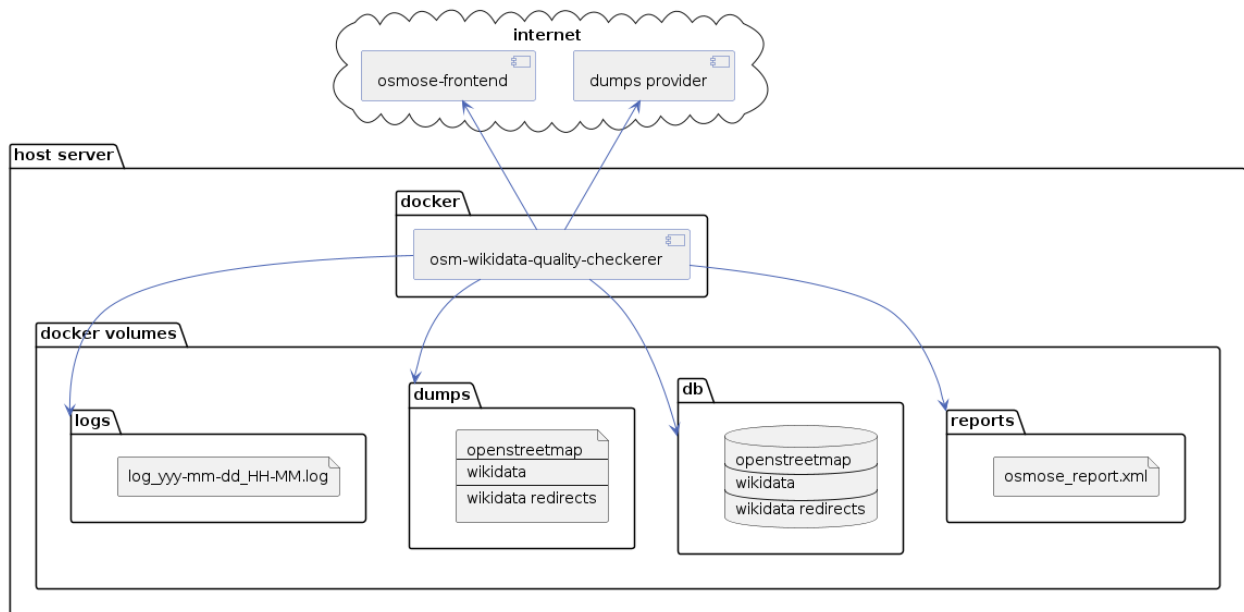 internet
osmose-frontend
dumps provider
host server
docker
osm-wikidata-quality-checkerer
docker volumes
logs
log_yyy-mm-dd_HH-MM.log
dumps
openstreetmap
wikidata
wikidata redirects
db
openstreetmap
wikidata
wikidata redirects
reports
osmose_report.xml